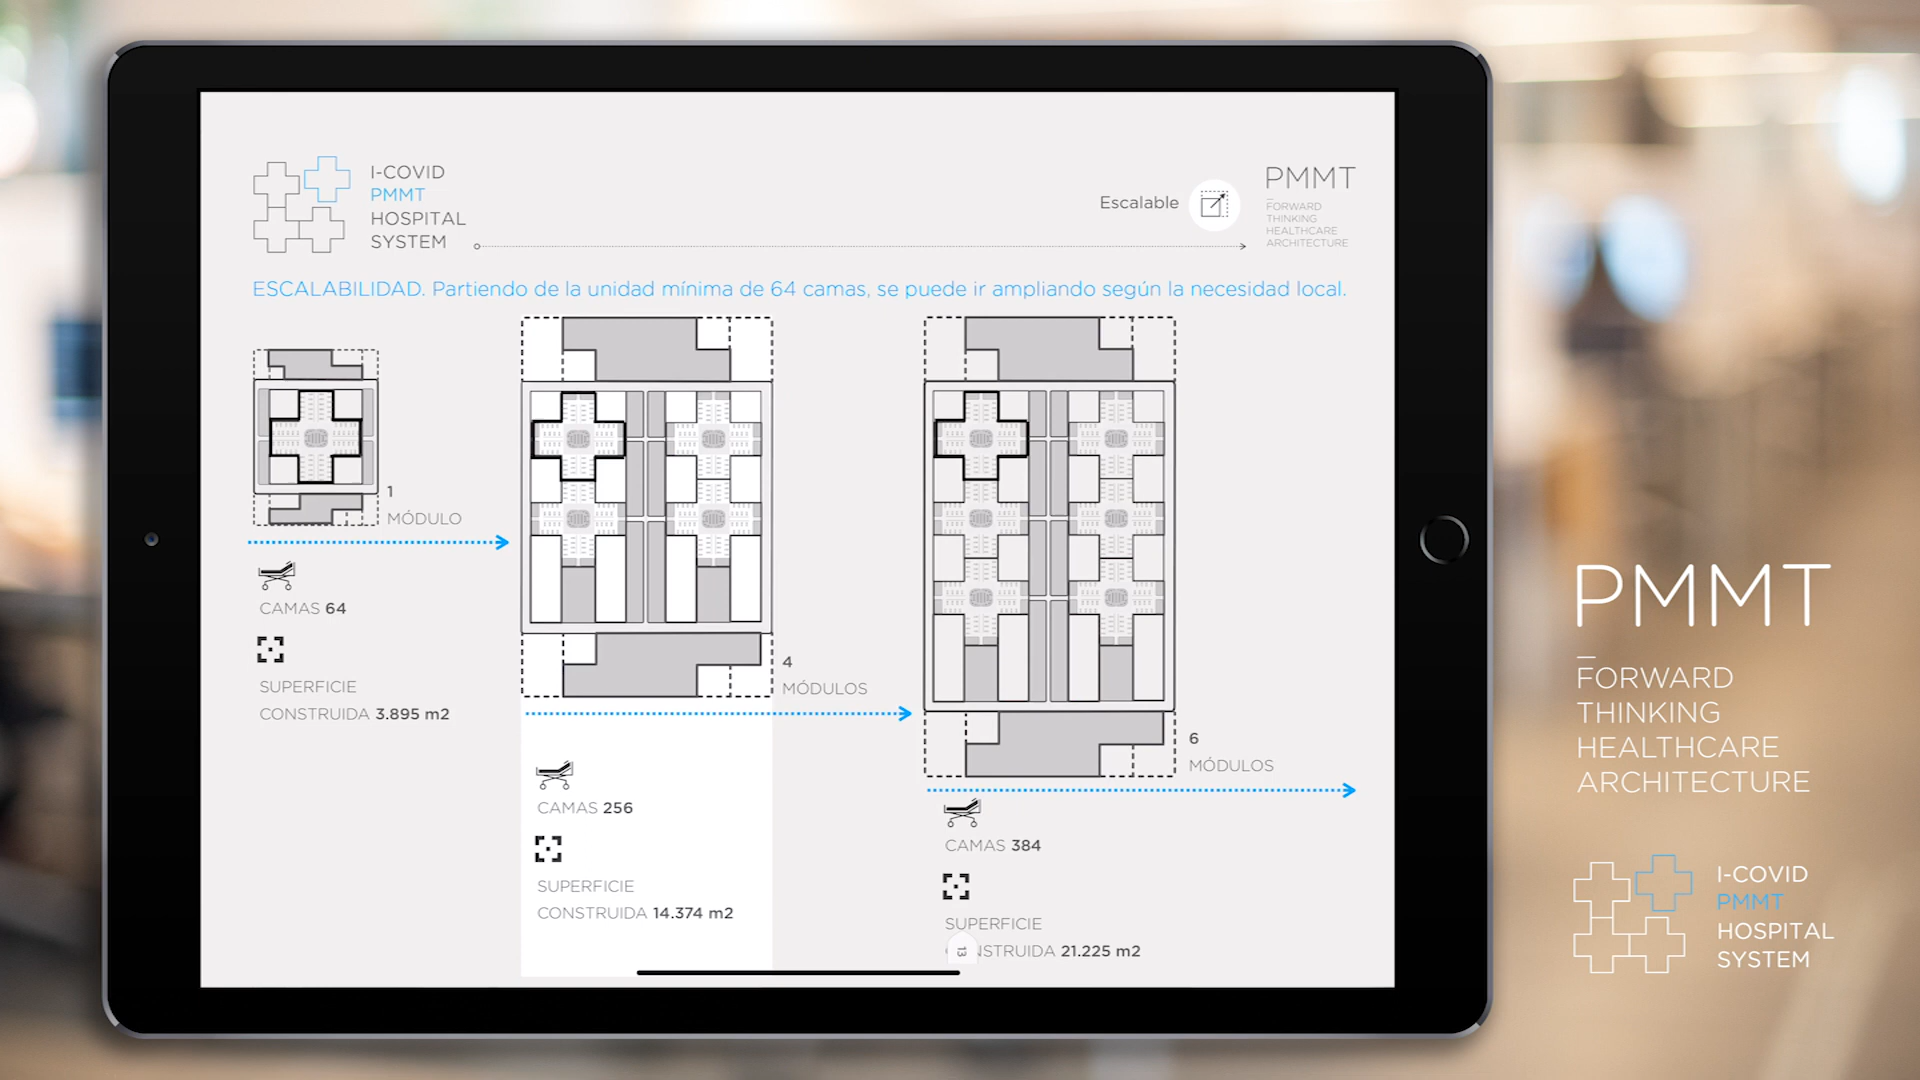 I-COVID
PMMT
HOSPITAL
SYSTEM
Escalable
PMMT
FORWARD
THINKING
HEALTHCARE
ARCHITECTURE
ESCALABILIDAD. Partiendo de la unidad mínima de 64 camas, se puede ir ampliando según la necesidad local.
1
MÓDULO
CAMAS 64
SUPERFICIE
CONSTRUIDA 3.895 m2
4
MÓDULOS
CAMAS 256
SUPERFICIE
CONSTRUIDA 14.374 m2
6
MÓDULOS
CAMAS 384
SUPERFICIE
NSTRUIDA 21.225 m2
13
PMMT
FORWARD
THINKING
HEALTHCARE
ARCHITECTURE
I-COVID
PMMT
HOSPITAL
SYSTEM